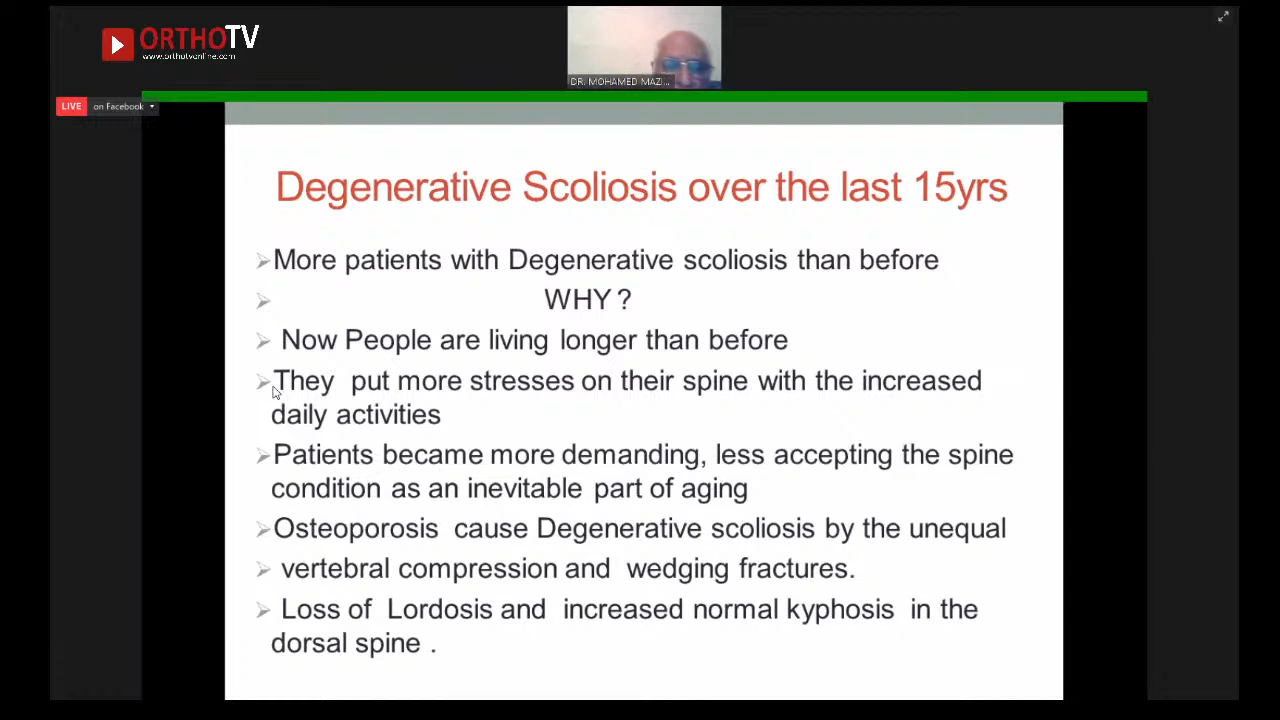 ORTHOTV
www.orthotvonline.com
DR. MOHAMED MAZI...
LIVE on Facebook
Degenerative Scoliosis over the last 15yrs
More patients with Degenerative scoliosis than before
WHY ?
Now People are living longer than before
They put more stresses on their spine with the increased
daily activities
Patients became more demanding, less accepting the spine
condition as an inevitable part of aging
Osteoporosis cause Degenerative scoliosis by the unequal
vertebral compression and wedging fractures.
Loss of Lordosis and increased normal kyphosis in the
dorsal spine .